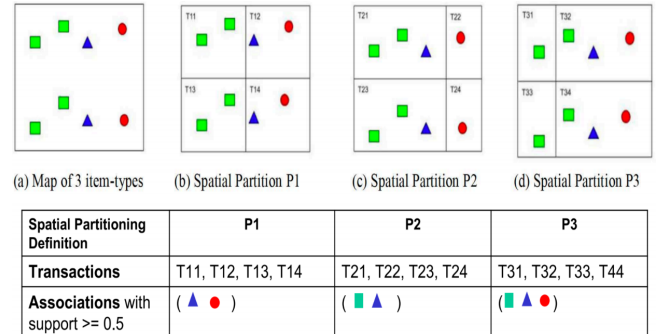 T11 T12 T21 T22 T31 T32
T13 T14 T23 T24 T33 T34
(a) Map of 3 item-types (b) Spatial Partition P1 (c) Spatial Partition P2 (d) Spatial Partition P3
Spatial Partitioning P1 P2 P3
Definition
Transactions T11, T12, T13, T14 T21, T22, T23, T24 T31, T32, T33, T44
Associations with ( ) ( ) ( )
support >= 0.5